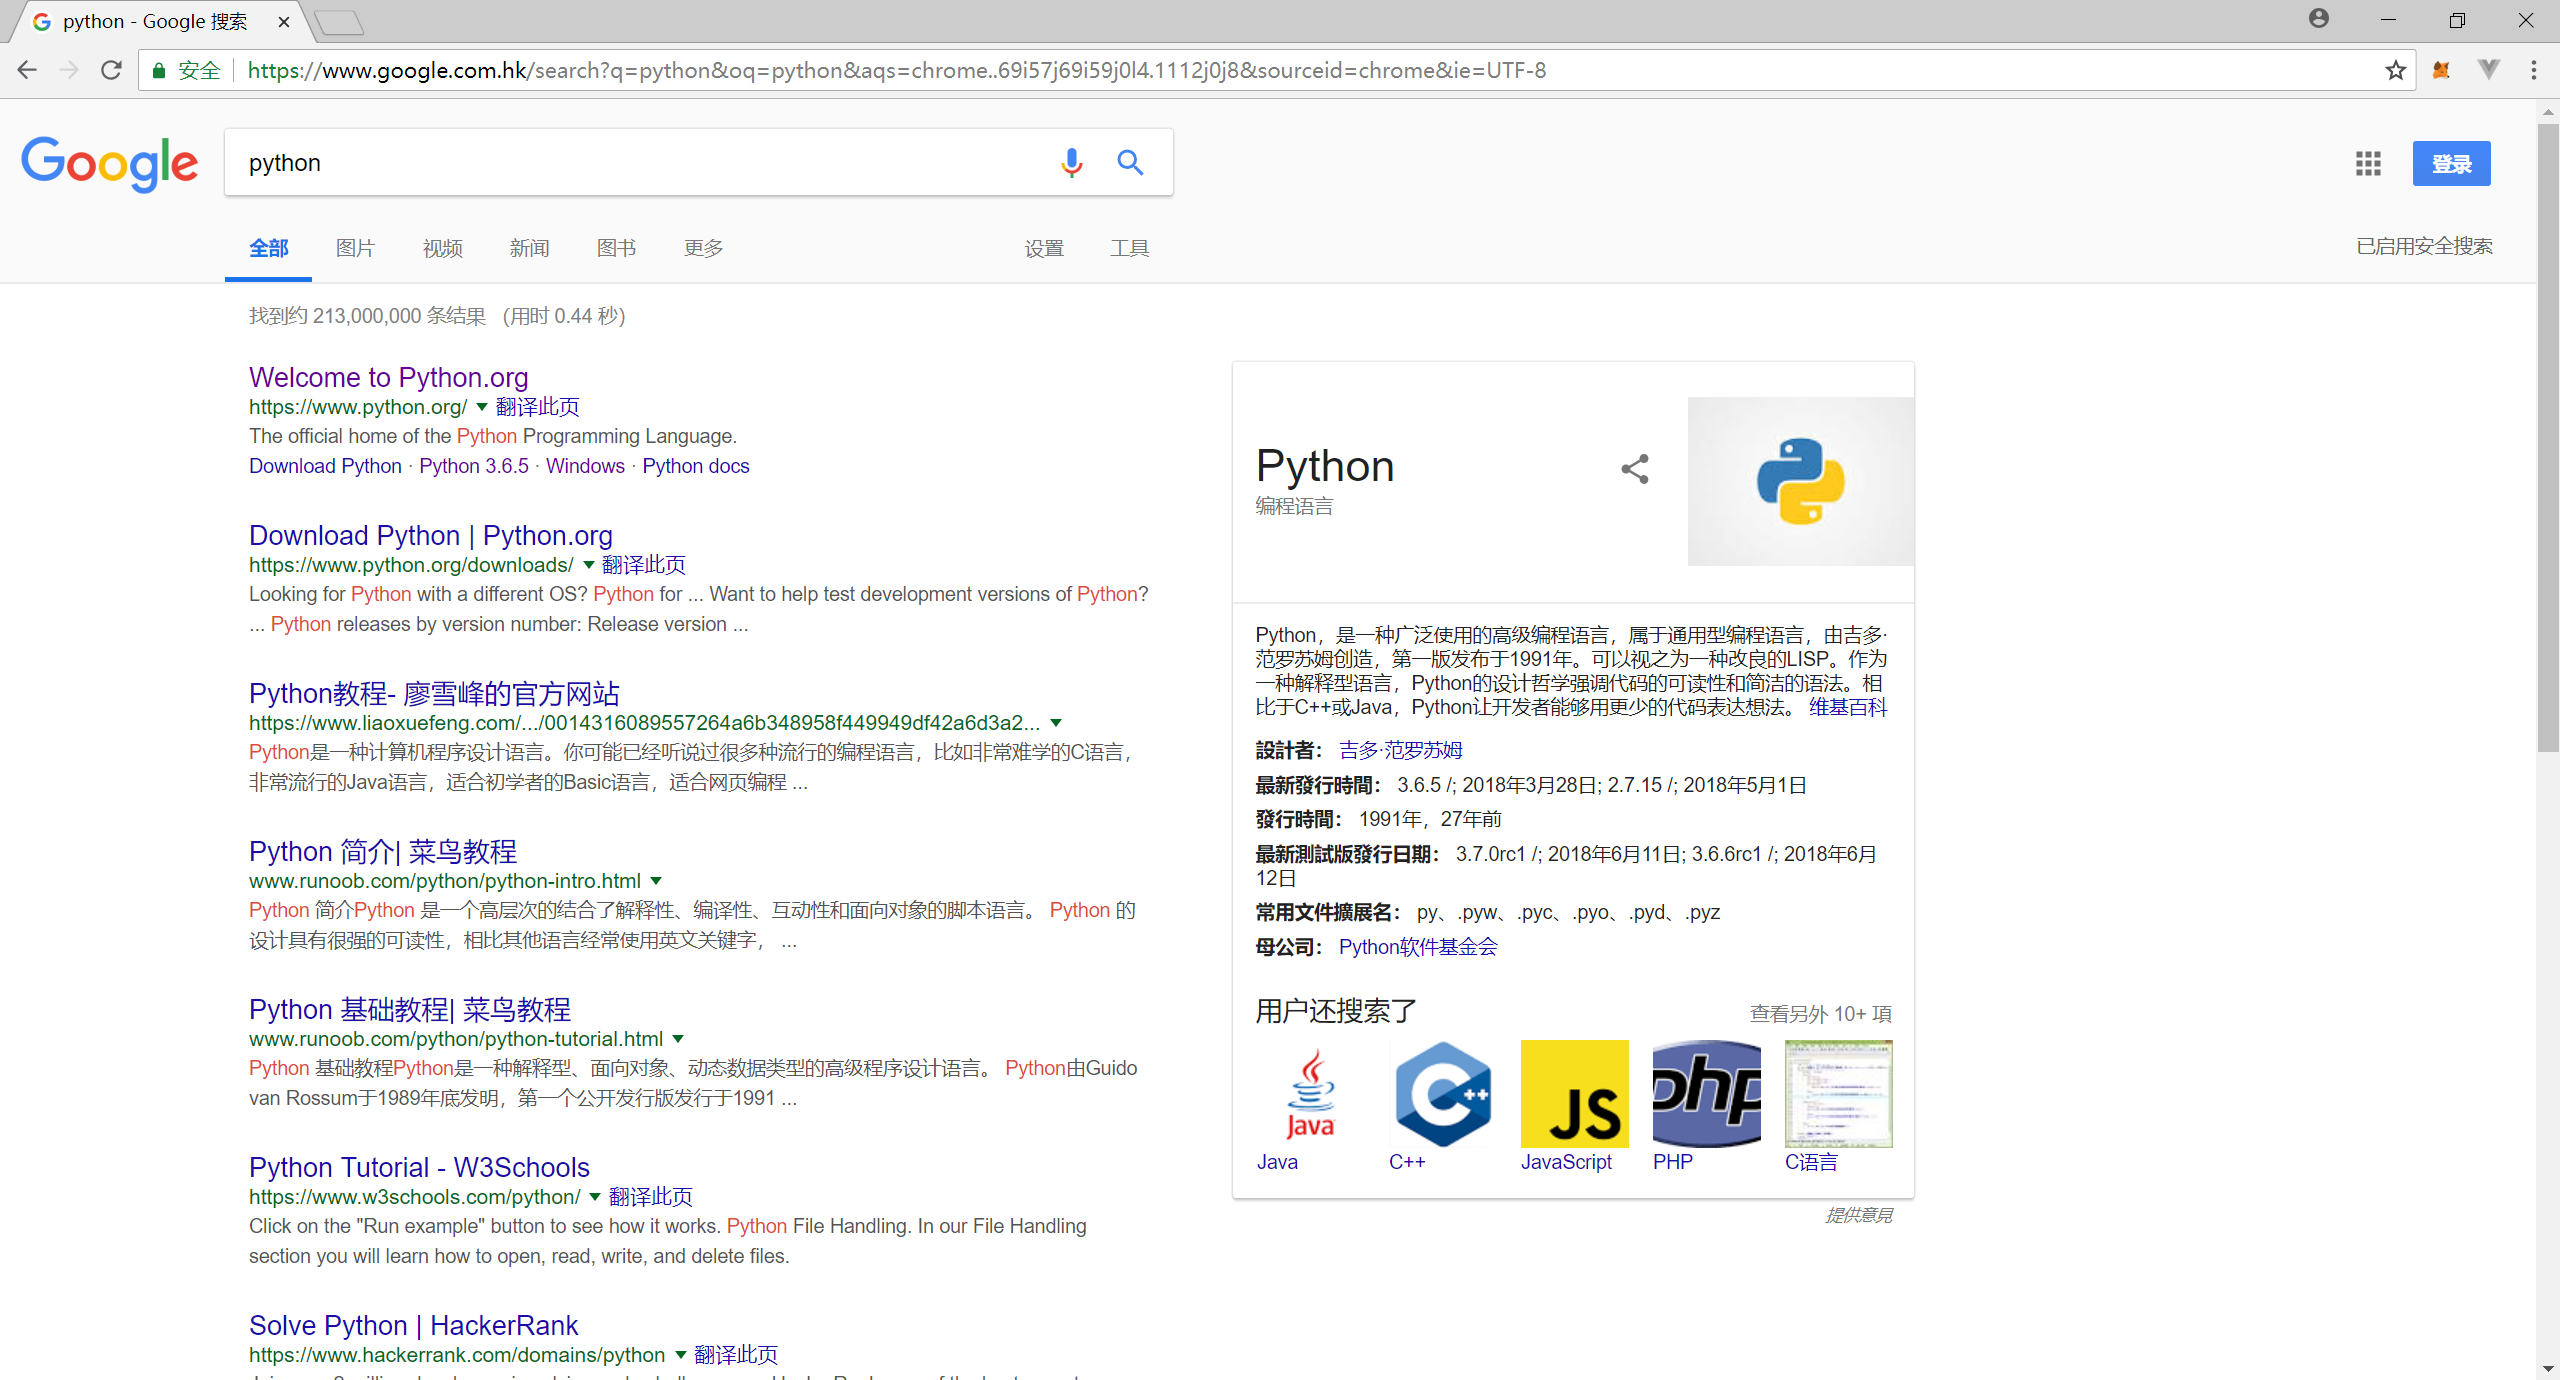 python - Google 搜索
安全 https://www.google.com.hk/search?q=python&oq=python&aqs=chrome..69i57j69i59j0l4.1112j0j8&sourceid=chrome&ie=UTF-8
Google
python
登录
全部 图片 视频 新闻 图书 更多 设置 工具
已启用安全搜索
找到约 213,000,000 条结果 （用时 0.44 秒）
Welcome to Python.org
https://www.python.org/ 翻译此页
The official home of the Python Programming Language.
Download Python · Python 3.6.5 · Windows · Python docs
Download Python | Python.org
https://www.python.org/downloads/ 翻译此页
Looking for Python with a different OS? Python for ... Want to help test development versions of Python?
... Python releases by version number: Release version ...
Python教程- 廖雪峰的官方网站
https://www.liaoxuefeng.com/.../0014316089557264a6b348958f449949df42a6d3a2...
Python是一种计算机程序设计语言。你可能已经听说过很多种流行的编程语言，比如非常难学的C语言，
非常流行的Java语言，适合初学者的Basic语言，适合网页编程 ...
Python 简介| 菜鸟教程
www.runoob.com/python/python-intro.html
Python 简介Python 是一个高层次的结合了解释性、编译性、互动性和面向对象的脚本语言。 Python 的
设计具有很强的可读性，相比其他语言经常使用英文关键字， ...
Python 基础教程| 菜鸟教程
www.runoob.com/python/python-tutorial.html
Python 基础教程Python是一种解释型、面向对象、动态数据类型的高级程序设计语言。 Python由Guido
van Rossum于1989年底发明，第一个公开发行版发行于1991 ...
Python Tutorial - W3Schools
https://www.w3schools.com/python/ 翻译此页
Click on the "Run example" button to see how it works. Python File Handling. In our File Handling
section you will learn how to open, read, write, and delete files.
Solve Python | HackerRank
https://www.hackerrank.com/domains/python 翻译此页
Python
编程语言
Python，是一种广泛使用的高级编程语言，属于通用型编程语言，由吉多·
范罗苏姆创造，第一版发布于1991年。可以视之为一种改良的LISP。作为
一种解释型语言，Python的设计哲学强调代码的可读性和简洁的语法。相
比于C++或Java，Python让开发者能够用更少的代码表达想法。 维基百科
設計者： 吉多·范罗苏姆
最新發行時間： 3.6.5 /; 2018年3月28日; 2.7.15 /; 2018年5月1日
發行時間： 1991年，27年前
最新測試版發行日期： 3.7.0rc1 /; 2018年6月11日; 3.6.6rc1 /; 2018年6月
12日
常用文件擴展名： py、.pyw、.pyc、.pyo、.pyd、.pyz
母公司： Python软件基金会
用户还搜索了
查看另外 10+ 項
Java
C++
JS
php
Java C++ JavaScript PHP C语言
提供意見